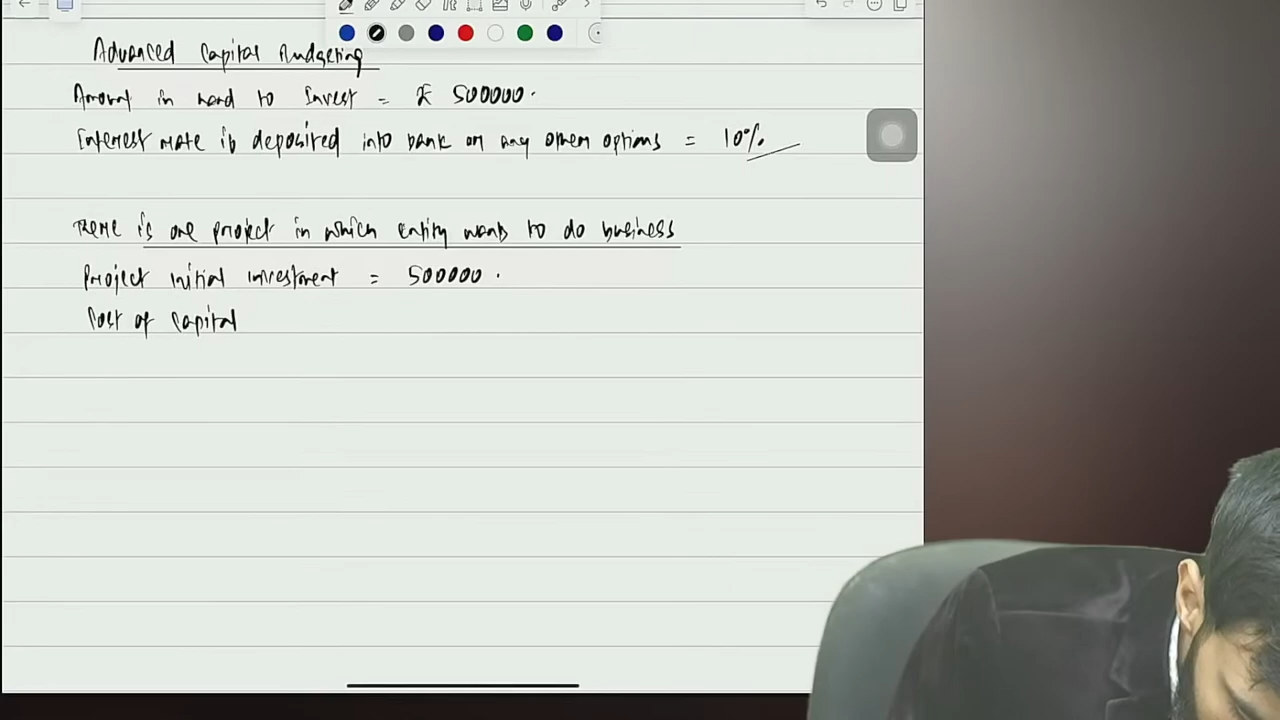 Advanced Capital Budgeting
Amount in hand to Invest = ₹ 500000.
Interest rate if deposited into bank or any other options = 10%.
There is one project in which entity wants to do business
Project initial investment = 500000.
Cost of Capital